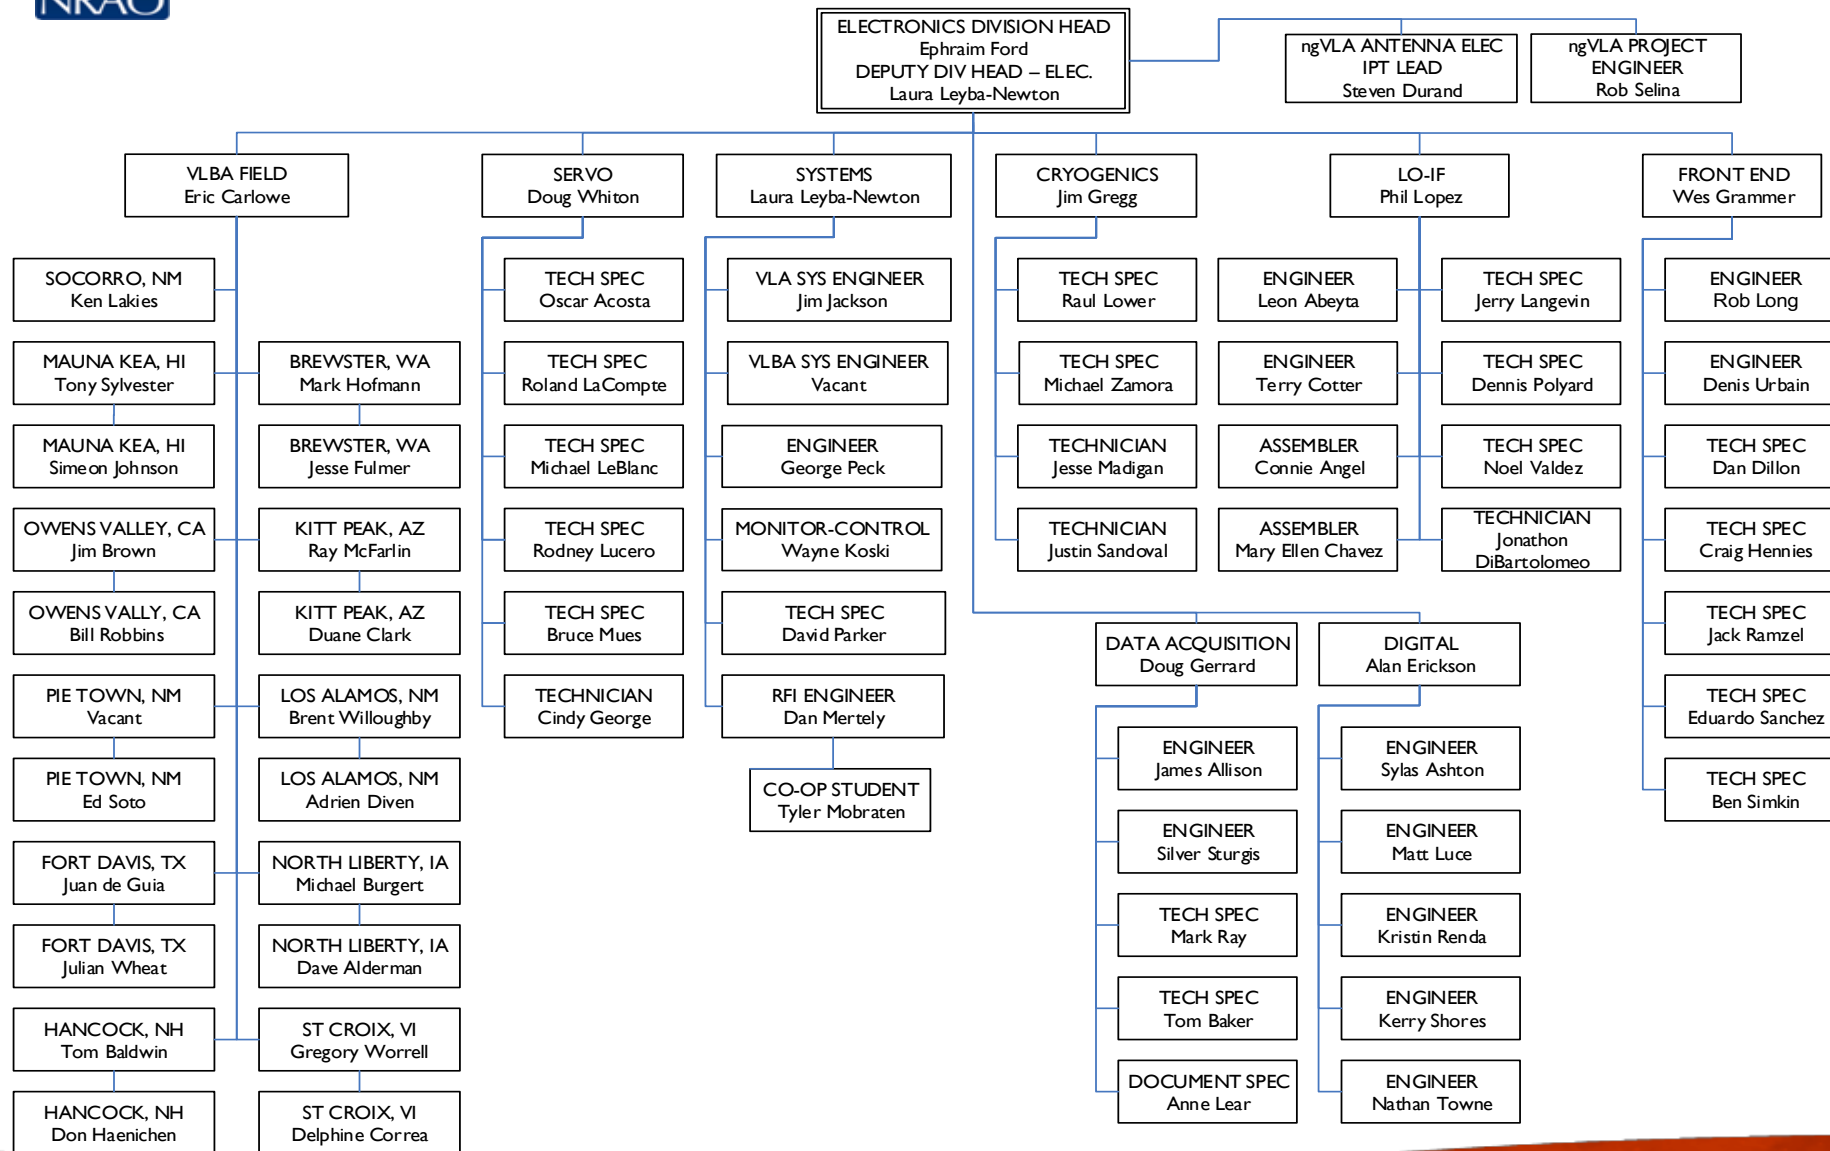 NRAO
ELECTRONICS DIVISION HEAD
Ephraim Ford
DEPUTY DIV HEAD – ELEC.
Laura Leyba-Newton
ngVLA ANTENNA ELEC
IPT LEAD
Steven Durand
ngVLA PROJECT
ENGINEER
Rob Selina
VLBA FIELD
Eric Carlowe
SOCORRO, NM
Ken Lakies
MAUNA KEA, HI
Tony Sylvester
MAUNA KEA, HI
Simeon Johnson
OWENS VALLEY, CA
Jim Brown
OWENS VALLY, CA
Bill Robbins
PIE TOWN, NM
Vacant
PIE TOWN, NM
Ed Soto
FORT DAVIS, TX
Juan de Guia
FORT DAVIS, TX
Julian Wheat
HANCOCK, NH
Tom Baldwin
HANCOCK, NH
Don Haenichen
BREWSTER, WA
Mark Hofmann
BREWSTER, WA
Jesse Fulmer
KITT PEAK, AZ
Ray McFarlin
KITT PEAK, AZ
Duane Clark
LOS ALAMOS, NM
Brent Willoughby
LOS ALAMOS, NM
Adrien Diven
NORTH LIBERTY, IA
Michael Burgert
NORTH LIBERTY, IA
Dave Alderman
ST CROIX, VI
Gregory Worrell
ST CROIX, VI
Delphine Correa
SERVO
Doug Whiton
TECH SPEC
Oscar Acosta
TECH SPEC
Roland LaCompte
TECH SPEC
Michael LeBlanc
TECH SPEC
Rodney Lucero
TECH SPEC
Bruce Mues
TECHNICIAN
Cindy George
SYSTEMS
Laura Leyba-Newton
VLA SYS ENGINEER
Jim Jackson
VLBA SYS ENGINEER
Vacant
ENGINEER
George Peck
MONITOR-CONTROL
Wayne Koski
TECH SPEC
David Parker
RFI ENGINEER
Dan Mertely
CO-OP STUDENT
Tyler Mobraten
CRYOGENICS
Jim Gregg
TECH SPEC
Raul Lower
TECH SPEC
Michael Zamora
TECHNICIAN
Jesse Madigan
TECHNICIAN
Justin Sandoval
LO-IF
Phil Lopez
ENGINEER
Leon Abeyta
ENGINEER
Terry Cotter
ASSEMBLER
Connie Angel
ASSEMBLER
Mary Ellen Chavez
TECH SPEC
Jerry Langevin
TECH SPEC
Dennis Polyard
TECH SPEC
Noel Valdez
TECHNICIAN
Jonathon
DiBartolomeo
FRONT END
Wes Grammer
ENGINEER
Rob Long
ENGINEER
Denis Urbain
TECH SPEC
Dan Dillon
TECH SPEC
Craig Hennies
TECH SPEC
Jack Ramzel
TECH SPEC
Eduardo Sanchez
TECH SPEC
Ben Simkin
DATA ACQUISITION
Doug Gerrard
ENGINEER
James Allison
ENGINEER
Silver Sturgis
TECH SPEC
Mark Ray
TECH SPEC
Tom Baker
DOCUMENT SPEC
Anne Lear
DIGITAL
Alan Erickson
ENGINEER
Sylas Ashton
ENGINEER
Matt Luce
ENGINEER
Kristin Renda
ENGINEER
Kerry Shores
ENGINEER
Nathan Towne